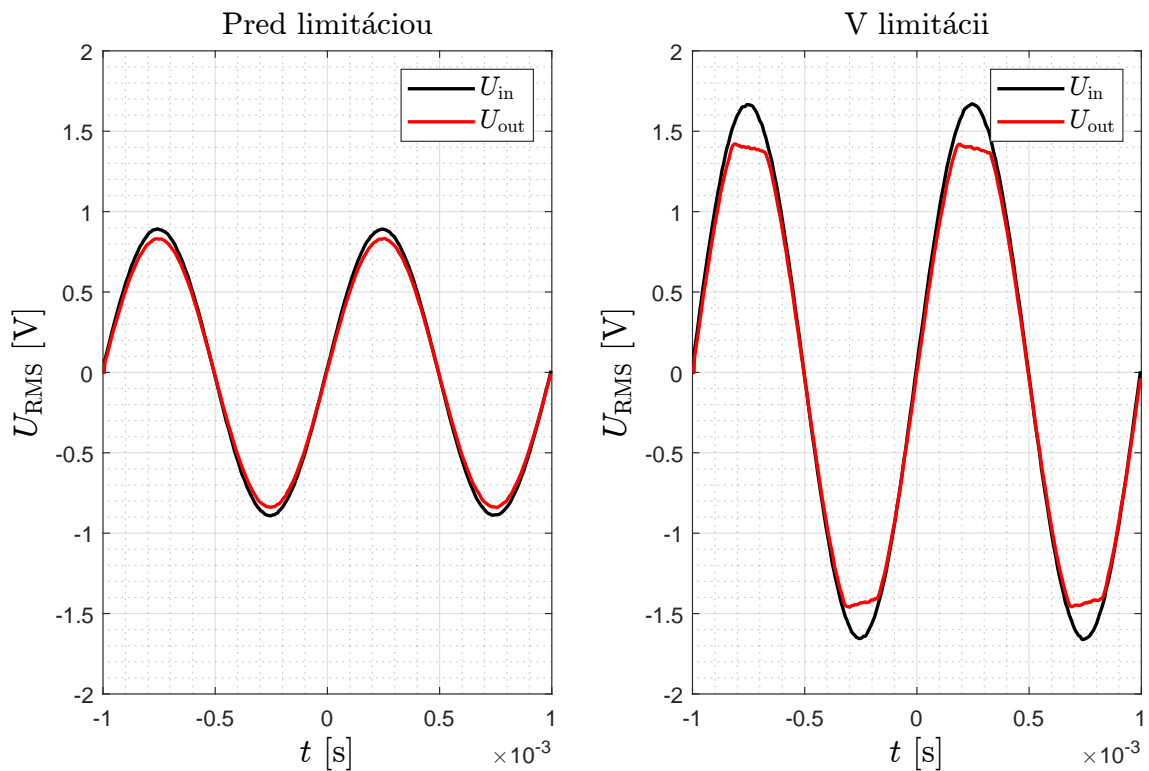 Pred limitáciou
U_in
U_out
2
1.5
1
0.5
0
-0.5
-1
-1.5
-2
U_RMS [V]
-1 -0.5 0 0.5 1
t [s]
×10^-3
V limitácii
U_in
U_out
2
1.5
1
0.5
0
-0.5
-1
-1.5
-2
U_RMS [V]
-1 -0.5 0 0.5 1
t [s]
×10^-3